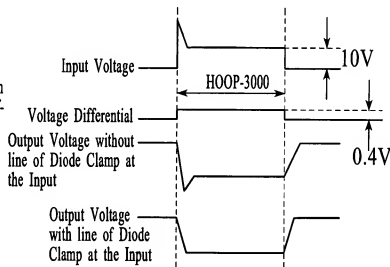 Input Voltage
10V
HOOP-3000
Voltage Differential
Output Voltage without
line of Diode Clamp at
the Input
0.4V
Output Voltage
with line of Diode
Clamp at the Input